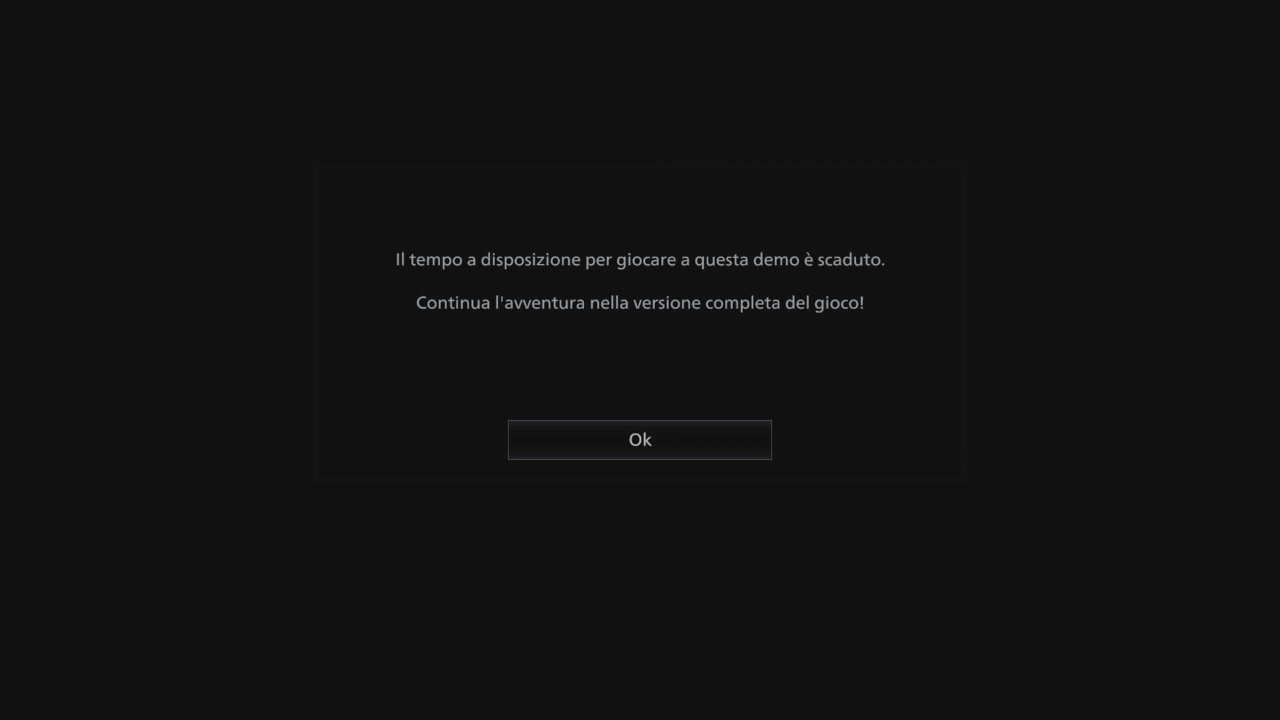 Il tempo a disposizione per giocare a questa demo è scaduto.
Continua l'avventura nella versione completa del gioco!
Ok